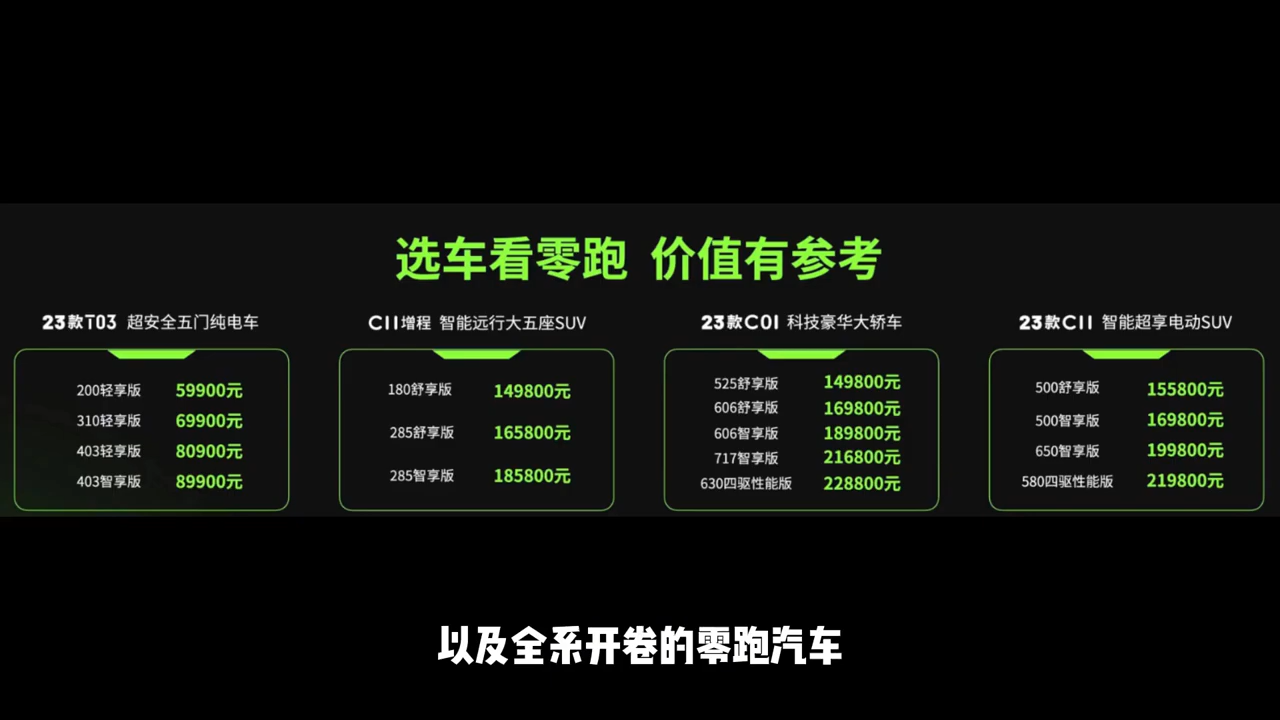 选车看零跑 价值有参考
23款T03 超安全五门纯电车
200轻享版 59900元
310轻享版 69900元
403轻享版 80900元
403智享版 89900元
C11增程 智能远行大五座SUV
180舒享版 149800元
285舒享版 165800元
285智享版 185800元
23款C01 科技豪华大轿车
525舒享版 149800元
606舒享版 169800元
606智享版 189800元
717智享版 216800元
630四驱性能版 228800元
23款C11 智能超享电动SUV
500舒享版 155800元
500智享版 169800元
650智享版 199800元
580四驱性能版 219800元
以及全系开卷的零跑汽车